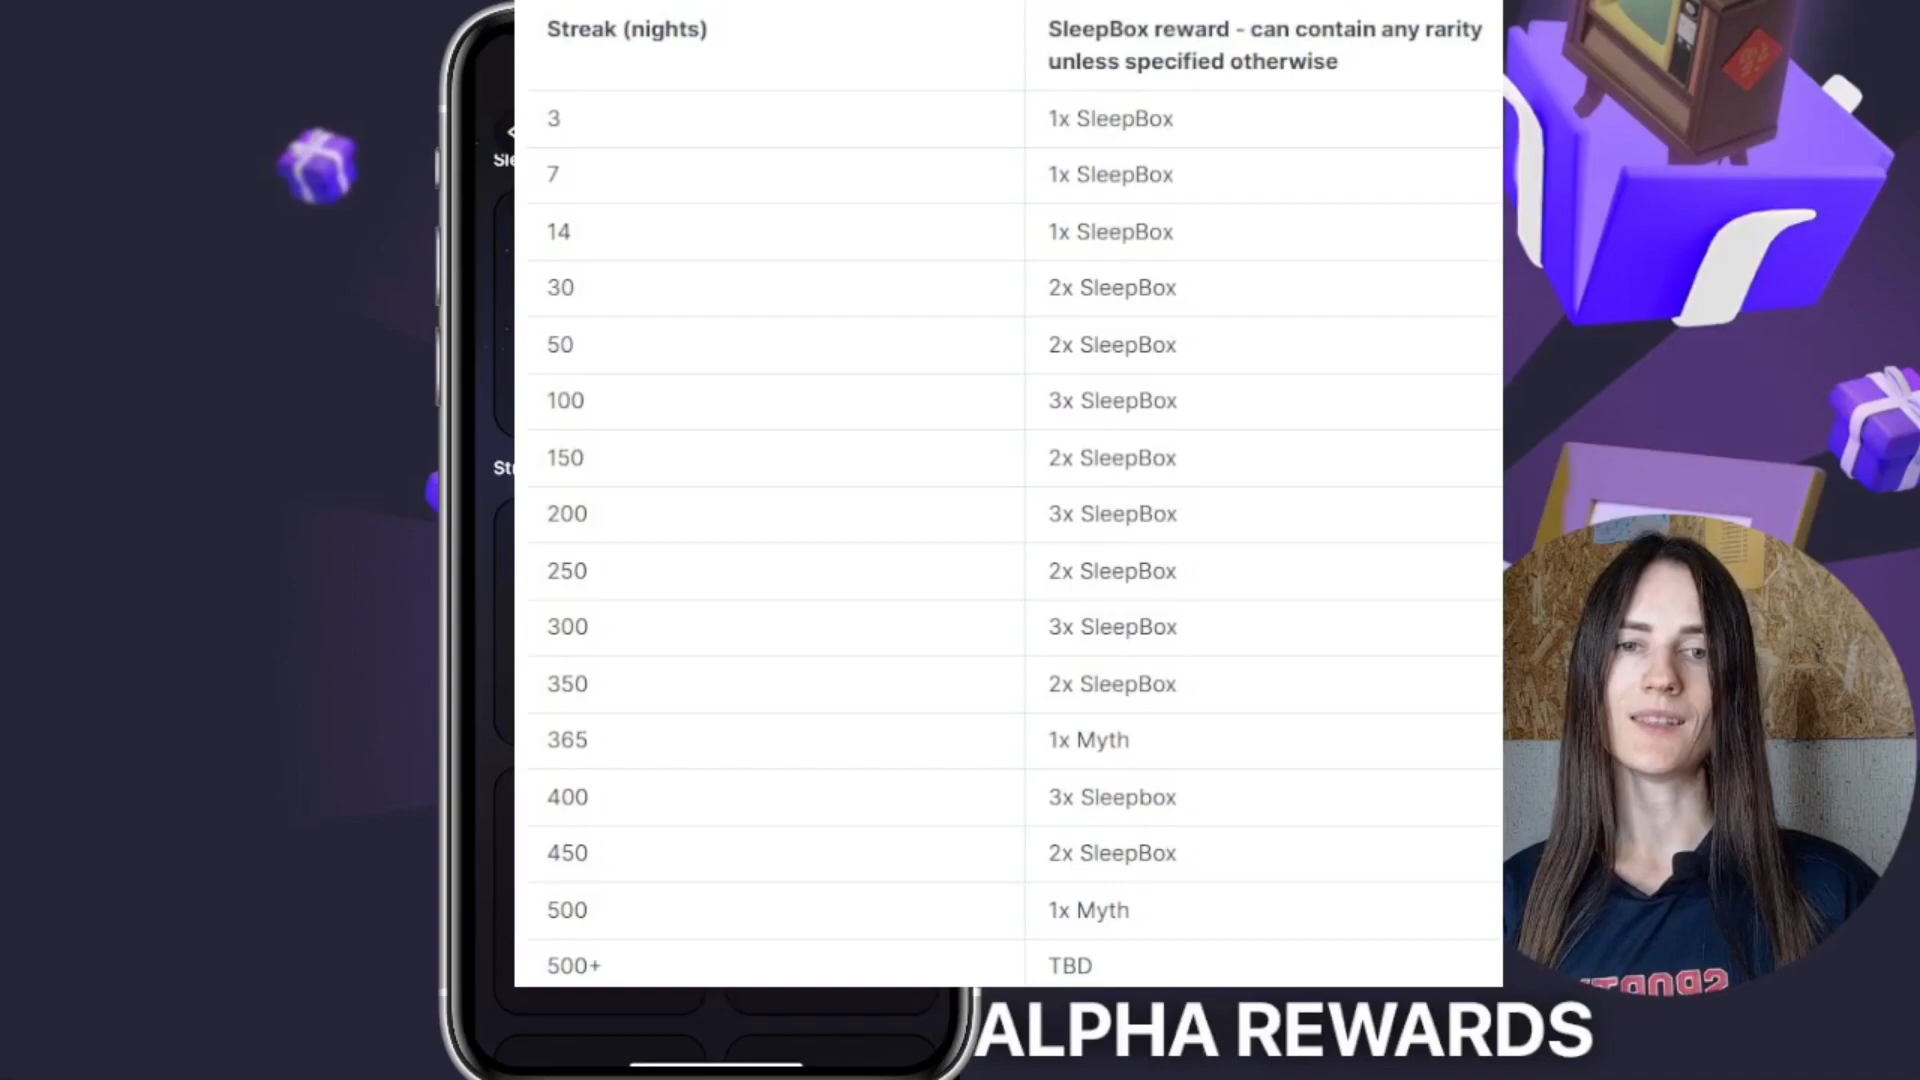 Streak (nights)
SleepBox reward - can contain any rarity
unless specified otherwise
3
1x SleepBox
7
1x SleepBox
14
1x SleepBox
30
2x SleepBox
50
2x SleepBox
100
3x SleepBox
150
2x SleepBox
200
3x SleepBox
250
2x SleepBox
300
3x SleepBox
350
2x SleepBox
365
1x Myth
400
3x Sleepbox
450
2x SleepBox
500
1x Myth
500+
TBD
ALPHA REWARDS